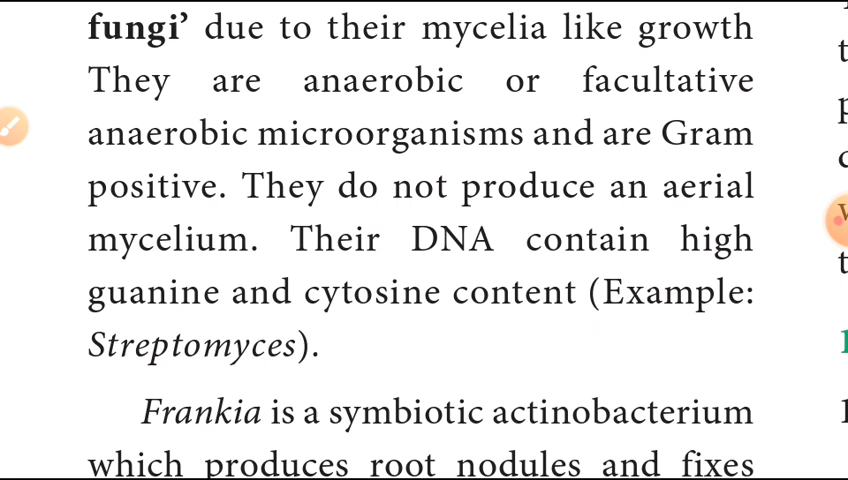 fungi’ due to their mycelia like growth
They are anaerobic or facultative
anaerobic microorganisms and are Gram
positive. They do not produce an aerial
mycelium. Their DNA contain high
guanine and cytosine content (Example:
Streptomyces).
Frankia is a symbiotic actinobacterium
which produces root nodules and fixes